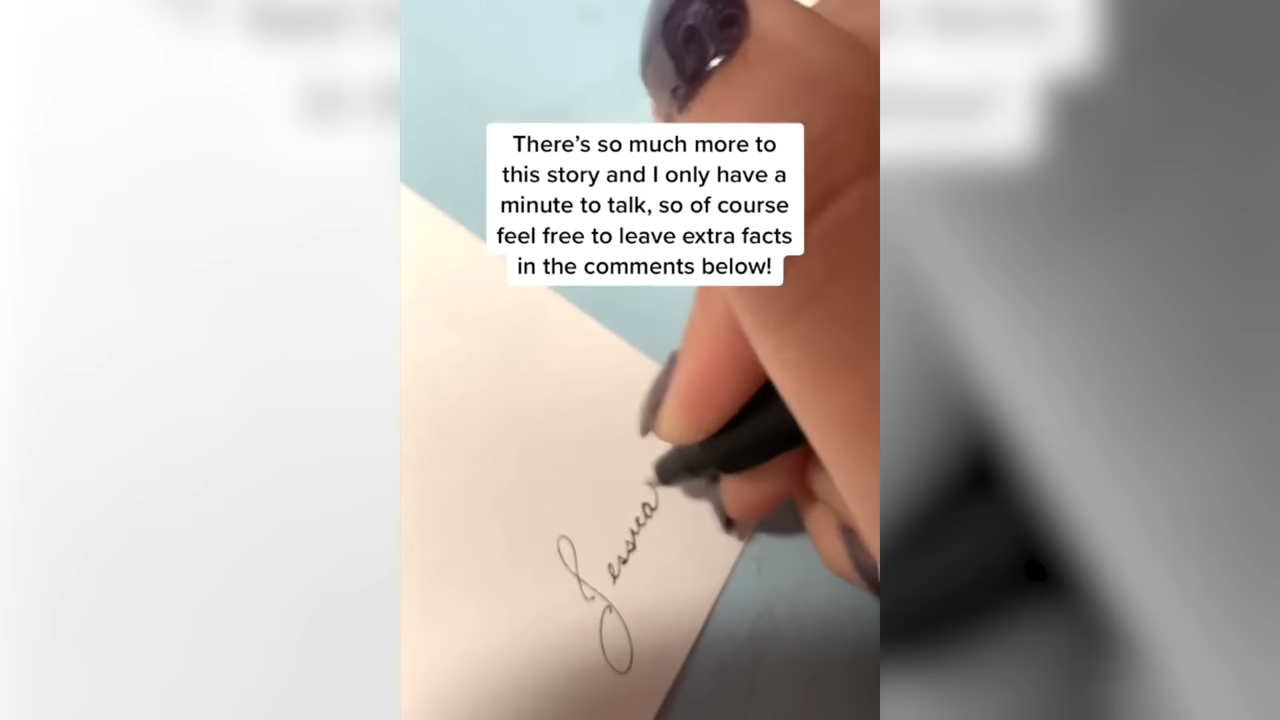 There’s so much more to
this story and I only have a
minute to talk, so of course
feel free to leave extra facts
in the comments below!
Jessica